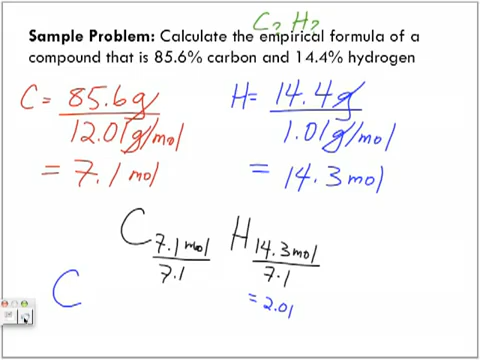 C? H?
Sample Problem: Calculate the empirical formula of a
compound that is 85.6% carbon and 14.4% hydrogen
C = 85.6g / 12.01g/mol
= 7.1 mol
H = 14.4g / 1.01g/mol
= 14.3 mol
C 7.1 mol / 7.1 H 14.3 mol / 7.1
= 2.01
C